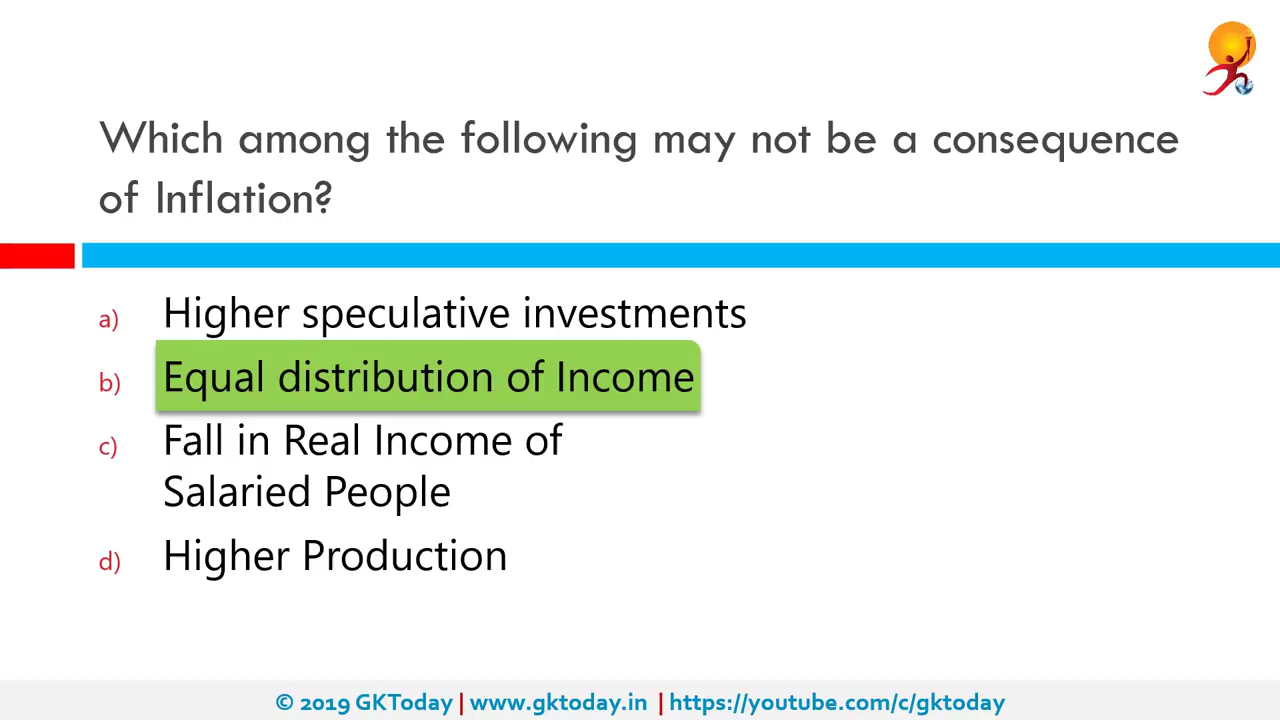 Which among the following may not be a consequence
of Inflation?
a) Higher speculative investments
b) Equal distribution of Income
c) Fall in Real Income of
Salaried People
d) Higher Production
© 2019 GKToday | www.gktoday.in | https://youtube.com/c/gktoday